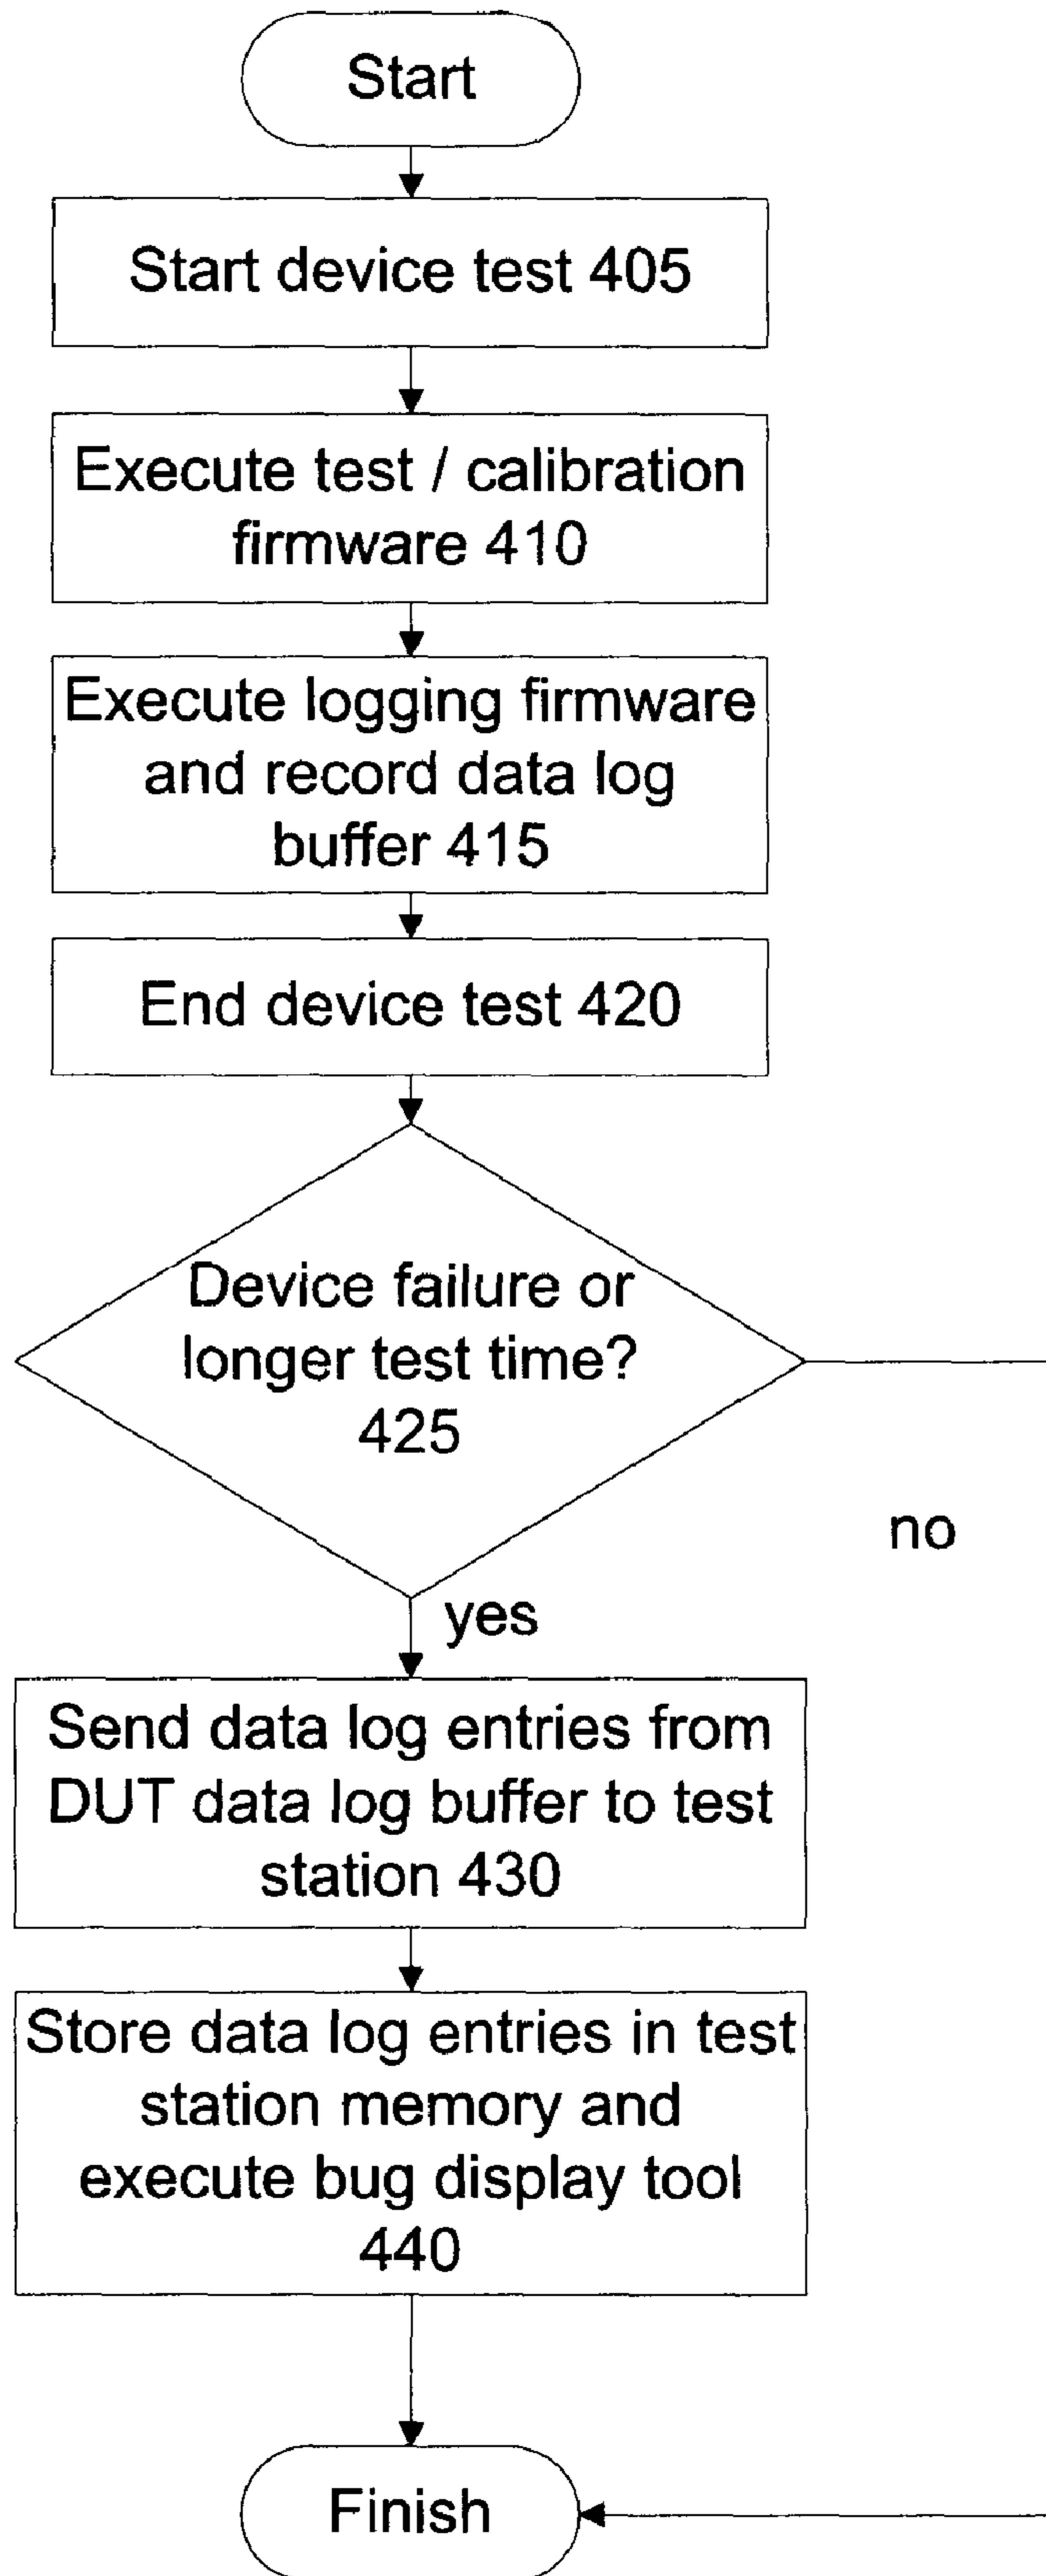 Start
Start device test 405
Execute test / calibration
firmware 410
Execute logging firmware
and record data log
buffer 415
End device test 420
Device failure or
longer test time?
425
no
yes
Send data log entries from
DUT data log buffer to test
station 430
Store data log entries in test
station memory and
execute bug display tool
440
Finish